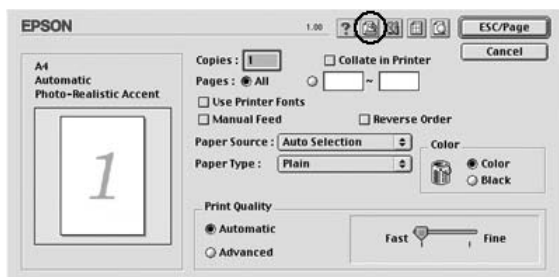 EPSON
1.00
?
ESC/Page
Cancel
A4
Automatic
Photo-Realistic Accent
1
Copies : 1
Collate in Printer
Pages : All ~
Use Printer Fonts
Manual Feed
Reverse Order
Paper Source : Auto Selection
Paper Type : Plain
Color
Color
Black
Print Quality
Automatic
Advanced
Fast Fine